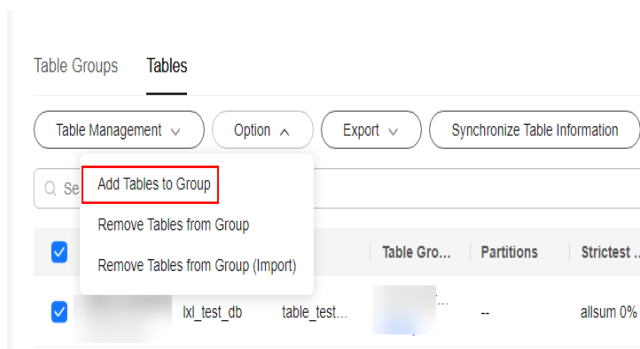 Table Groups Tables
Table Management Option Export Synchronize Table Information
Se
Add Tables to Group
Remove Tables from Group
Remove Tables from Group (Import)
Table Gro... Partitions Strictest ..
lxl_test_db table_test... ... -- allsum 0%